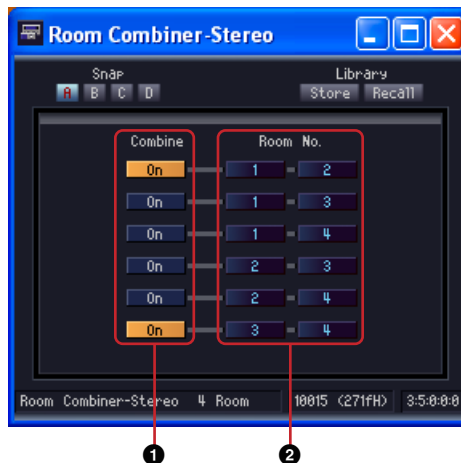 Room Combiner-Stereo
Snap Library
A B C D Store Recall
Combine Room No.
On 1 2
On 1 3
On 1 4
On 2 3
On 2 4
On 3 4
Room Combiner-Stereo 4 Room 10015 (271fH) 3:5:0:0:0
1 2